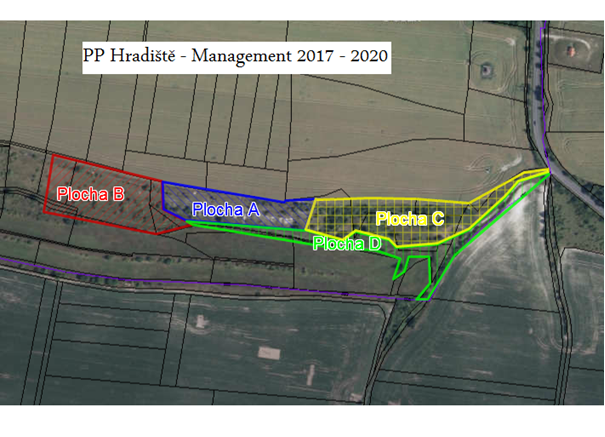 PP Hradiště - Management 2017 - 2020
Plocha B
Plocha A
Plocha C
Plocha D